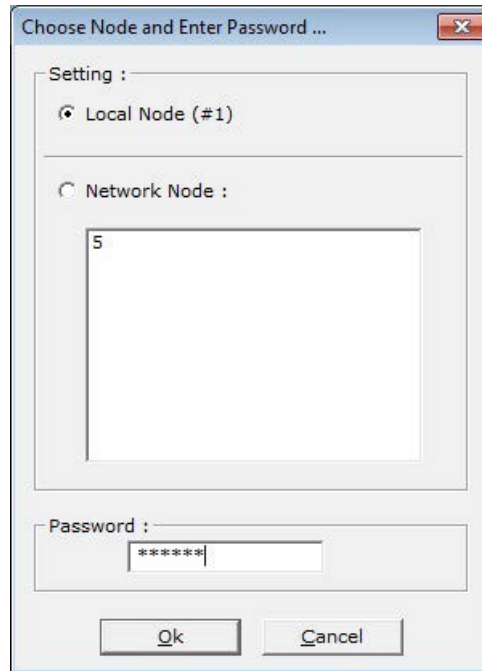 Choose Node and Enter Password ...
Setting :
Local Node (#1)
Network Node :
5
Password :
******
Ok
Cancel